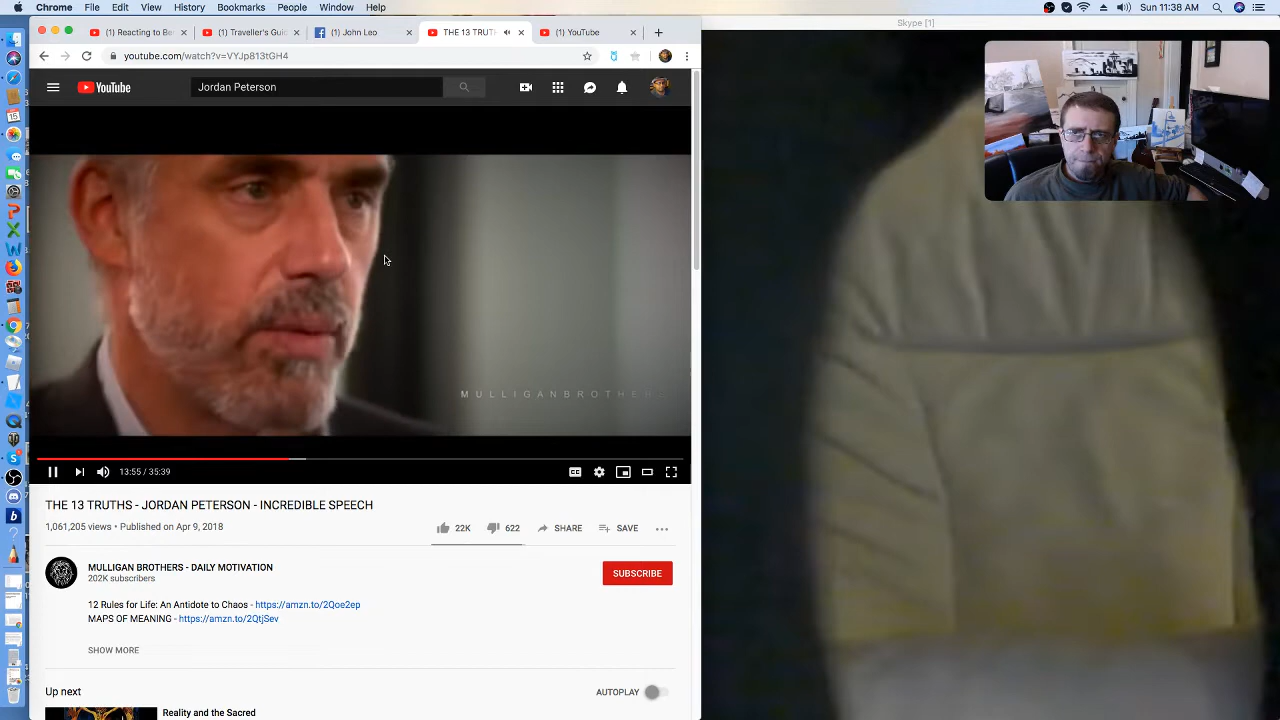 Chrome File Edit View History Bookmarks People Window Help
Sun 11:38 AM
(1) Reacting to Be
(1) Traveller's Gui
(1) John Leo
THE 13 TRUTH
(1) YouTube
Skype [1]
youtube.com/watch?v=VYJp813tGH4
YouTube
Jordan Peterson
MULLIGANBROTHERS
13:55 / 35:39
THE 13 TRUTHS - JORDAN PETERSON - INCREDIBLE SPEECH
1,061,205 views • Published on Apr 9, 2018
22K 622 SHARE SAVE
MULLIGAN BROTHERS - DAILY MOTIVATION
202K subscribers
SUBSCRIBE
12 Rules for Life: An Antidote to Chaos - https://amzn.to/2Qoe2ep
MAPS OF MEANING - https://amzn.to/2QtjSev
SHOW MORE
Up next
AUTOPLAY
Reality and the Sacred